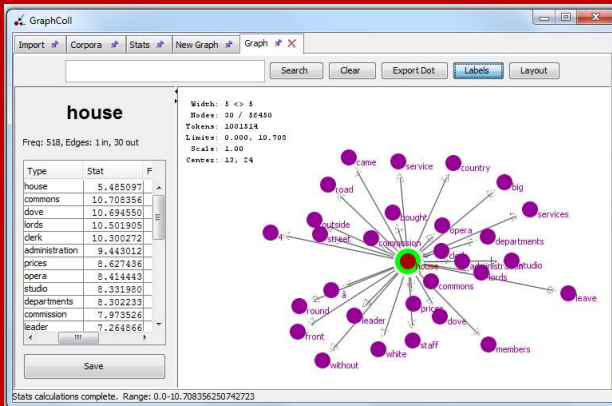 GraphColl
Import Corpora Stats New Graph Graph
Search Clear Export Dot Labels Layout
house
Freq: 518, Edges: 1 in, 30 out
Type Stat F
house 5.485097
commons 10.708356
dove 10.694550
lords 10.501905
clerk 10.300272
administration 9.443012
prices 8.627436
opera 8.414443
studio 8.331980
departments 8.302233
commission 7.973526
leader 7.264866
Save
Width: 5 <> 5
Nodes: 30 / 56450
Tokens: 1001514
Limits: 0.000, 10.708
Scale: 1.00
Center: 13, 24
came
service
country
big
road
bought
services
outside
opera
street
commission
departments
house
administration
studio
lords
commons
leave
â
round
prices
leader
dove
front
staff
members
white
without
Stats calculations complete. Range: 0.0-10.708356250742723